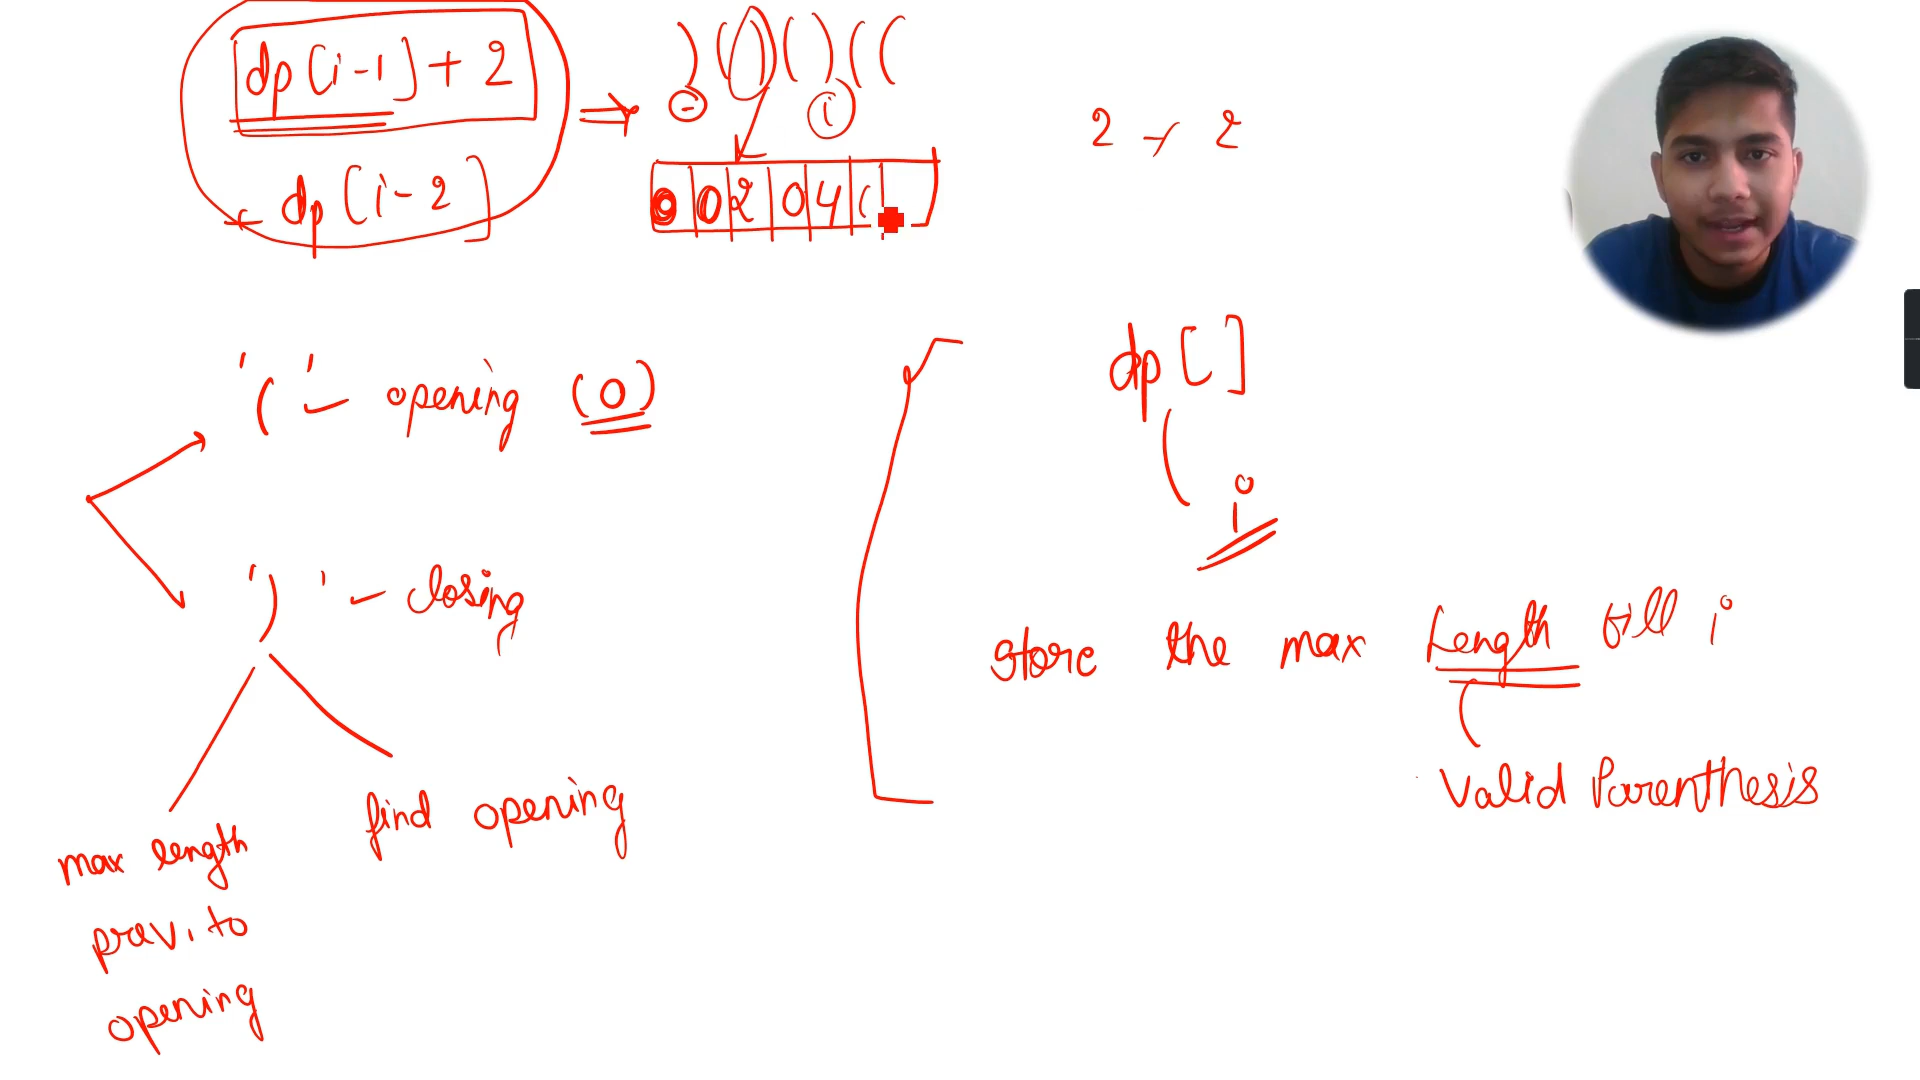 dp[i-1] + 2
+ dp[i-2]
⇒
) ( ) ( ) ( (
i
0 0 2 0 4 (
2 + 2
'(' - opening (0)
')' - closing
max length
prev. to
opening
find opening
dp[]
i
store the max Length till i
Valid Parenthesis